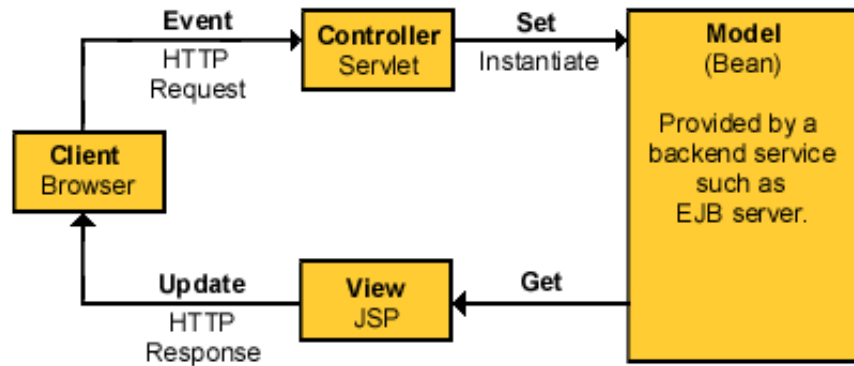 Event
HTTP
Request
Controller
Servlet
Set
Instantiate
Model
(Bean)
Provided by a
backend service
such as
EJB server.
Client
Browser
Update
HTTP
Response
View
JSP
Get